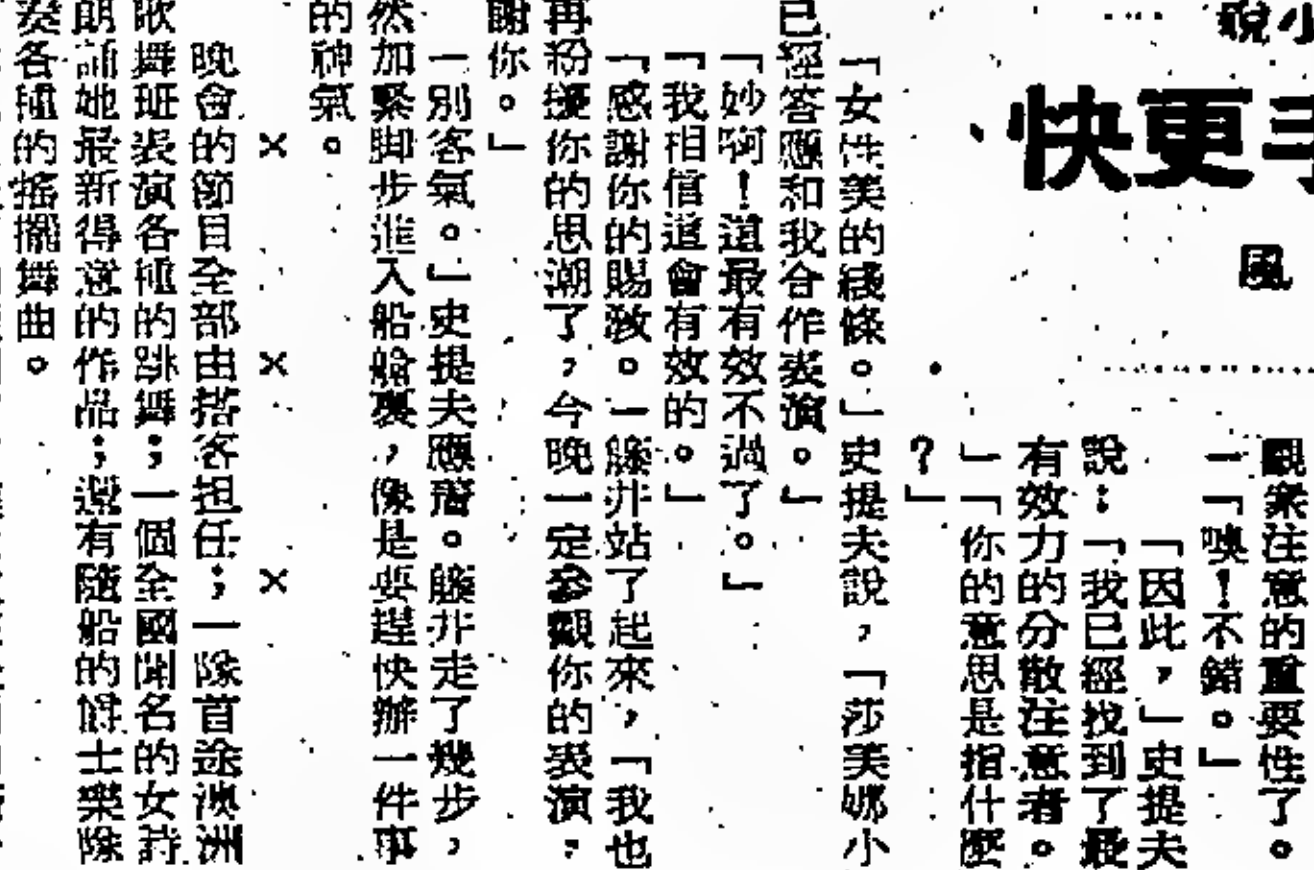 小說
手更快
風
觀衆注意的重要性了。
「噢!不錯。」
「因此,」史提夫
說:「我已經找到了最
有效力的分散注意者。
」「你的意思是指什麼
?」
「女性美的綫條。」史提夫說,「莎美娜小
已經答應和我合作表演。」
「妙啊!這最有效不過了。」
「我相信這會有效的。」
「感謝你的賜教。」籐井站了起來,「我也
再紛擾你的思潮了,今晚一定參觀你的表演,
謝你。」
「別客氣。」史提夫應着。籐井走了幾步,
然加緊脚步進入船艙裏,像是要趕快辦一件事
的神氣。
× × ×
晚會的節目全部由搭客担任;一隊首途澳洲
歌舞班表演各種的跳舞;一個全國聞名的女詩
朗誦她最新得意的作品;還有隨船的爵士樂隊
奏各種的搖擺舞曲。